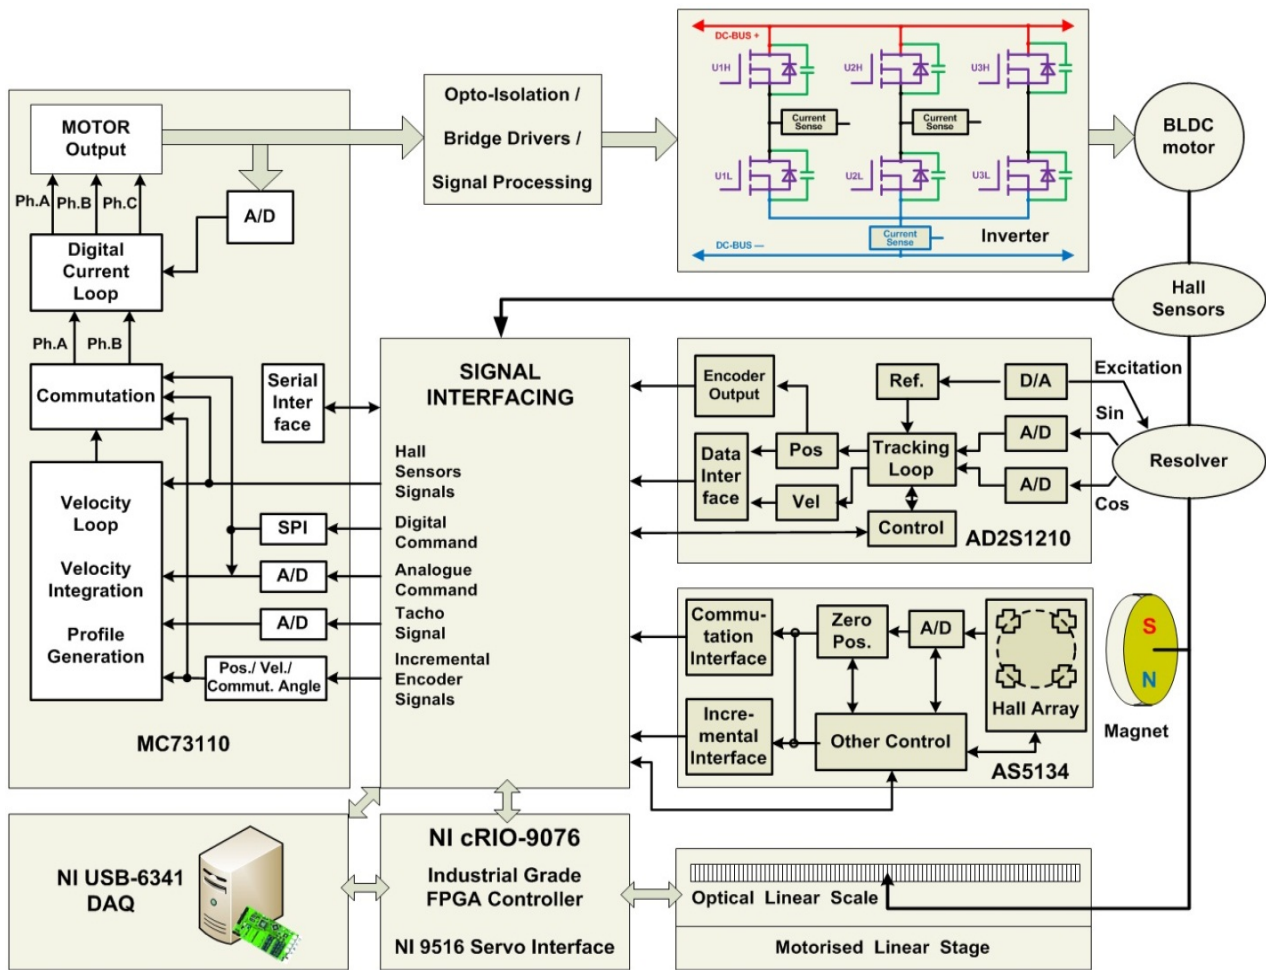 MOTOR
Output
Ph.A
Ph.B
Ph.C
A/D
Digital
Current
Loop
Ph.A
Ph.B
Commutation
Serial
Inter
face
Velocity
Loop
Velocity
Integration
Profile
Generation
SPI
A/D
A/D
Pos./ Vel./
Commut. Angle
MC73110
Opto-Isolation /
Bridge Drivers /
Signal Processing
DC-BUS +
U1H
U2H
U3H
Current
Sense
Current
Sense
U1L
U2L
U3L
Current
Sense
DC-BUS —
Inverter
BLDC
motor
Hall
Sensors
Resolver
SIGNAL
INTERFACING
Hall
Sensors
Signals
Digital
Command
Analogue
Command
Tacho
Signal
Incremental
Encoder
Signals
Encoder
Output
Ref.
D/A
Excitation
Sin
Data
Inter
face
Pos
Tracking
Loop
A/D
A/D
Vel
Cos
Control
AD2S1210
Commu-
tation
Interface
Zero
Pos.
A/D
Hall Array
Incre-
mental
Interface
Other Control
AS5134
S
N
Magnet
NI USB-6341
DAQ
NI cRIO-9076
Industrial Grade
FPGA Controller
NI 9516 Servo Interface
Optical Linear Scale
Motorised Linear Stage